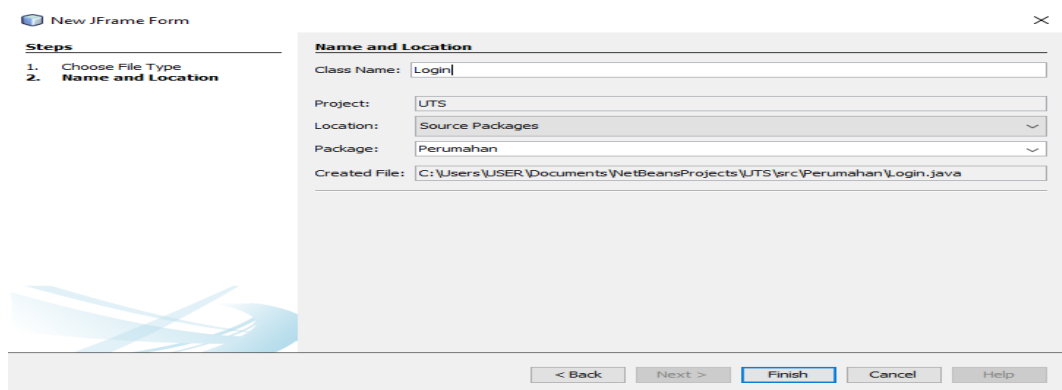 New JFrame Form
Steps
1. Choose File Type
2. Name and Location
Name and Location
Class Name: Login
Project: UTS
Location: Source Packages
Package: Perumahan
Created File: C:\Users\USER\Documents\NetBeansProjects\UTS\src\Perumahan\Login.java
< Back Next > Finish Cancel Help